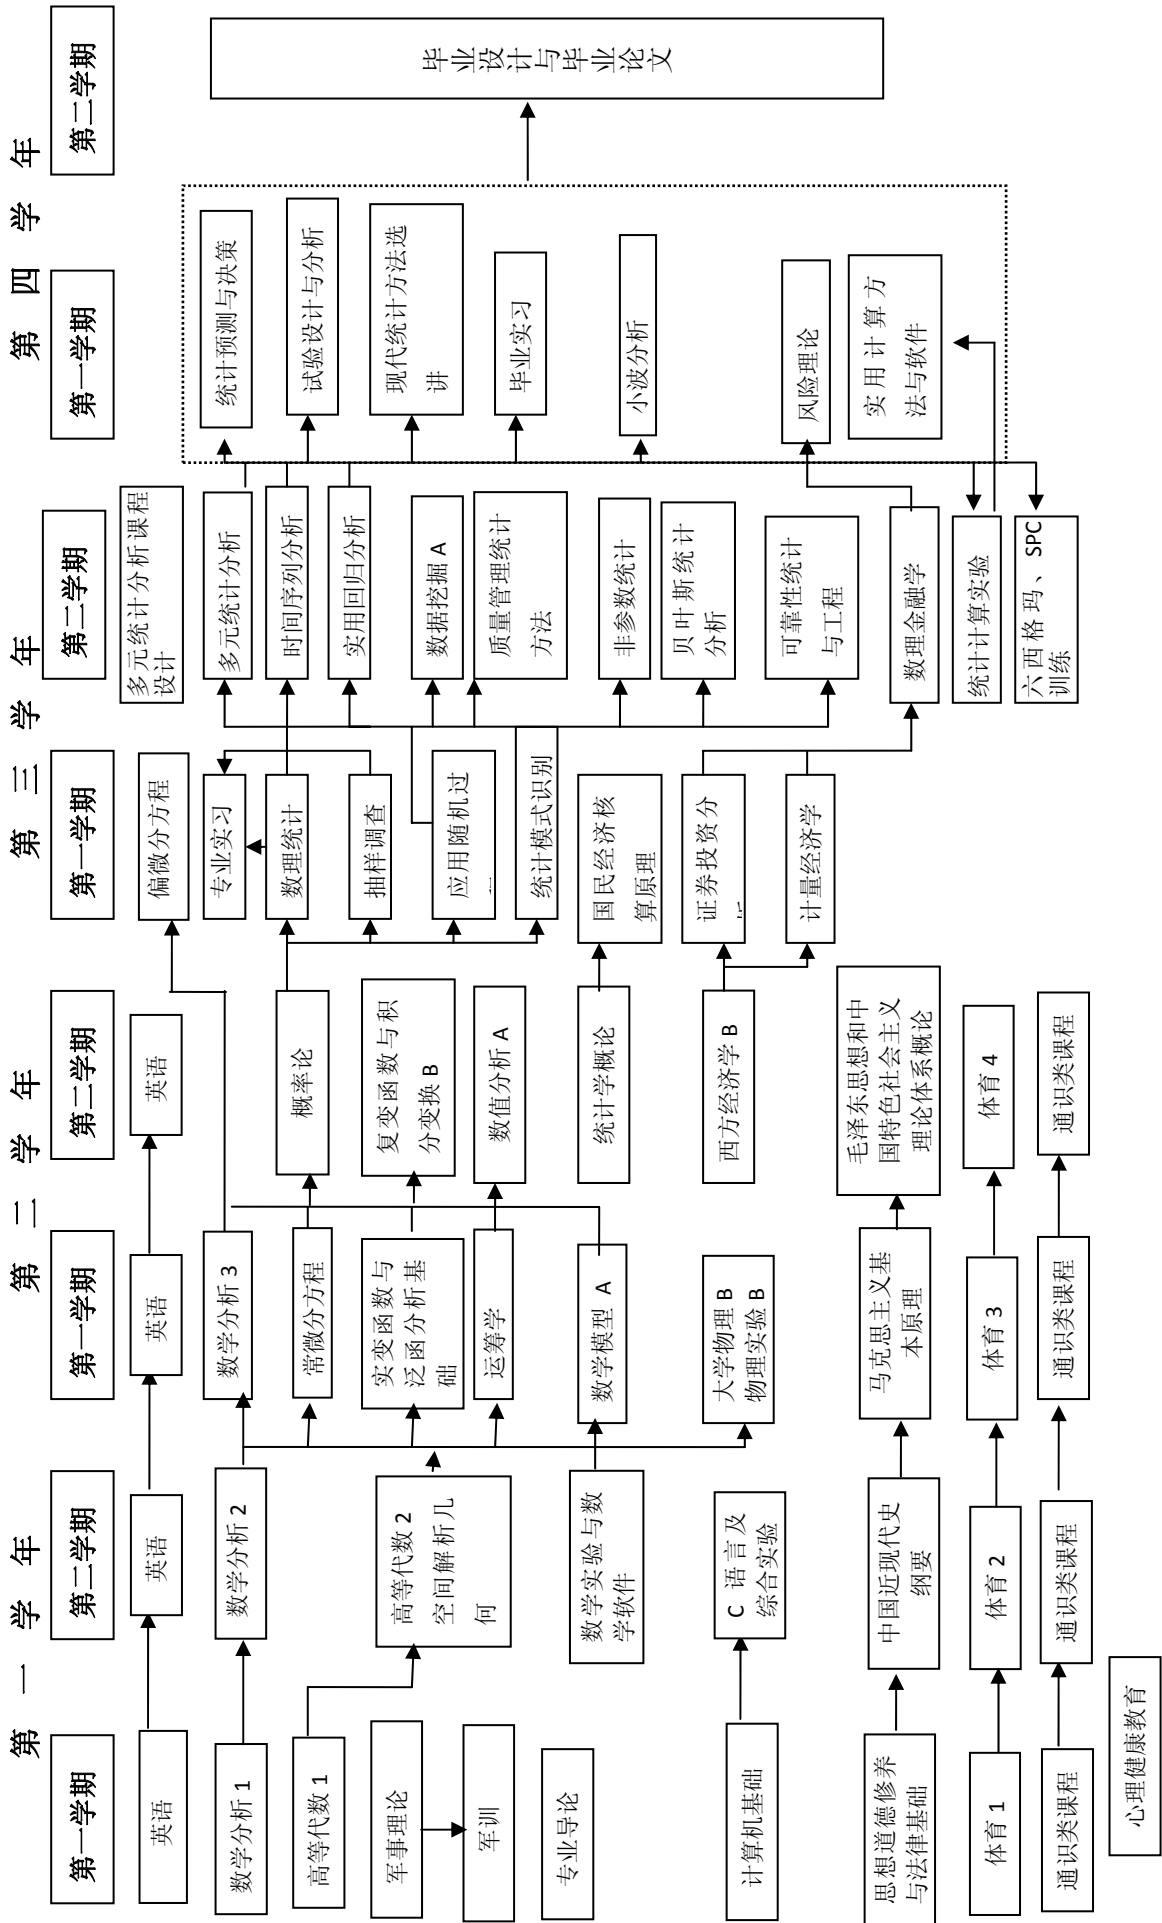 第 一 学 年
第 二 学 年
第 三 学 年
第 四 学 年
第一学期
第二学期
第一学期
第二学期
第一学期
第二学期
第一学期
第二学期
英语
数学分析 1
高等代数 1
军事理论
军训
专业导论
计算机基础
思想道德修养
与法律基础
体育 1
通识类课程
心理健康教育
英语
数学分析 2
高等代数 2
空间解析几
何
数学实验与数
学软件
C 语言及
综合实验
中国近现代史
纲要
体育 2
通识类课程
英语
数学分析 3
常微分方程
实变函数与
泛函分析基
础
运筹学
数学模型 A
大学物理 B
物理实验 B
马克思主义基
本原理
体育 3
通识类课程
英语
概率论
复变函数与积
分变换 B
数值分析 A
统计学概论
西方经济学 B
毛泽东思想和中
国特色社会主义
理论体系概论
体育 4
通识类课程
偏微分方程
专业实习
数理统计
抽样调查
应用随机过
统计模式识别
国民经济核
算原理
证券投资分
计量经济学
多元统计分析课程
设计
多元统计分析
时间序列分析
实用回归分析
数据挖掘 A
质量管理统计
方法
非参数统计
贝叶斯统计
分析
可靠性统计
与工程
数理金融学
统计计算实验
六西格玛、SPC
训练
统计预测与决策
试验设计与分析
现代统计方法选
讲
毕业实习
小波分析
风险理论
实用计算方
法与软件
毕业设计与毕业论文